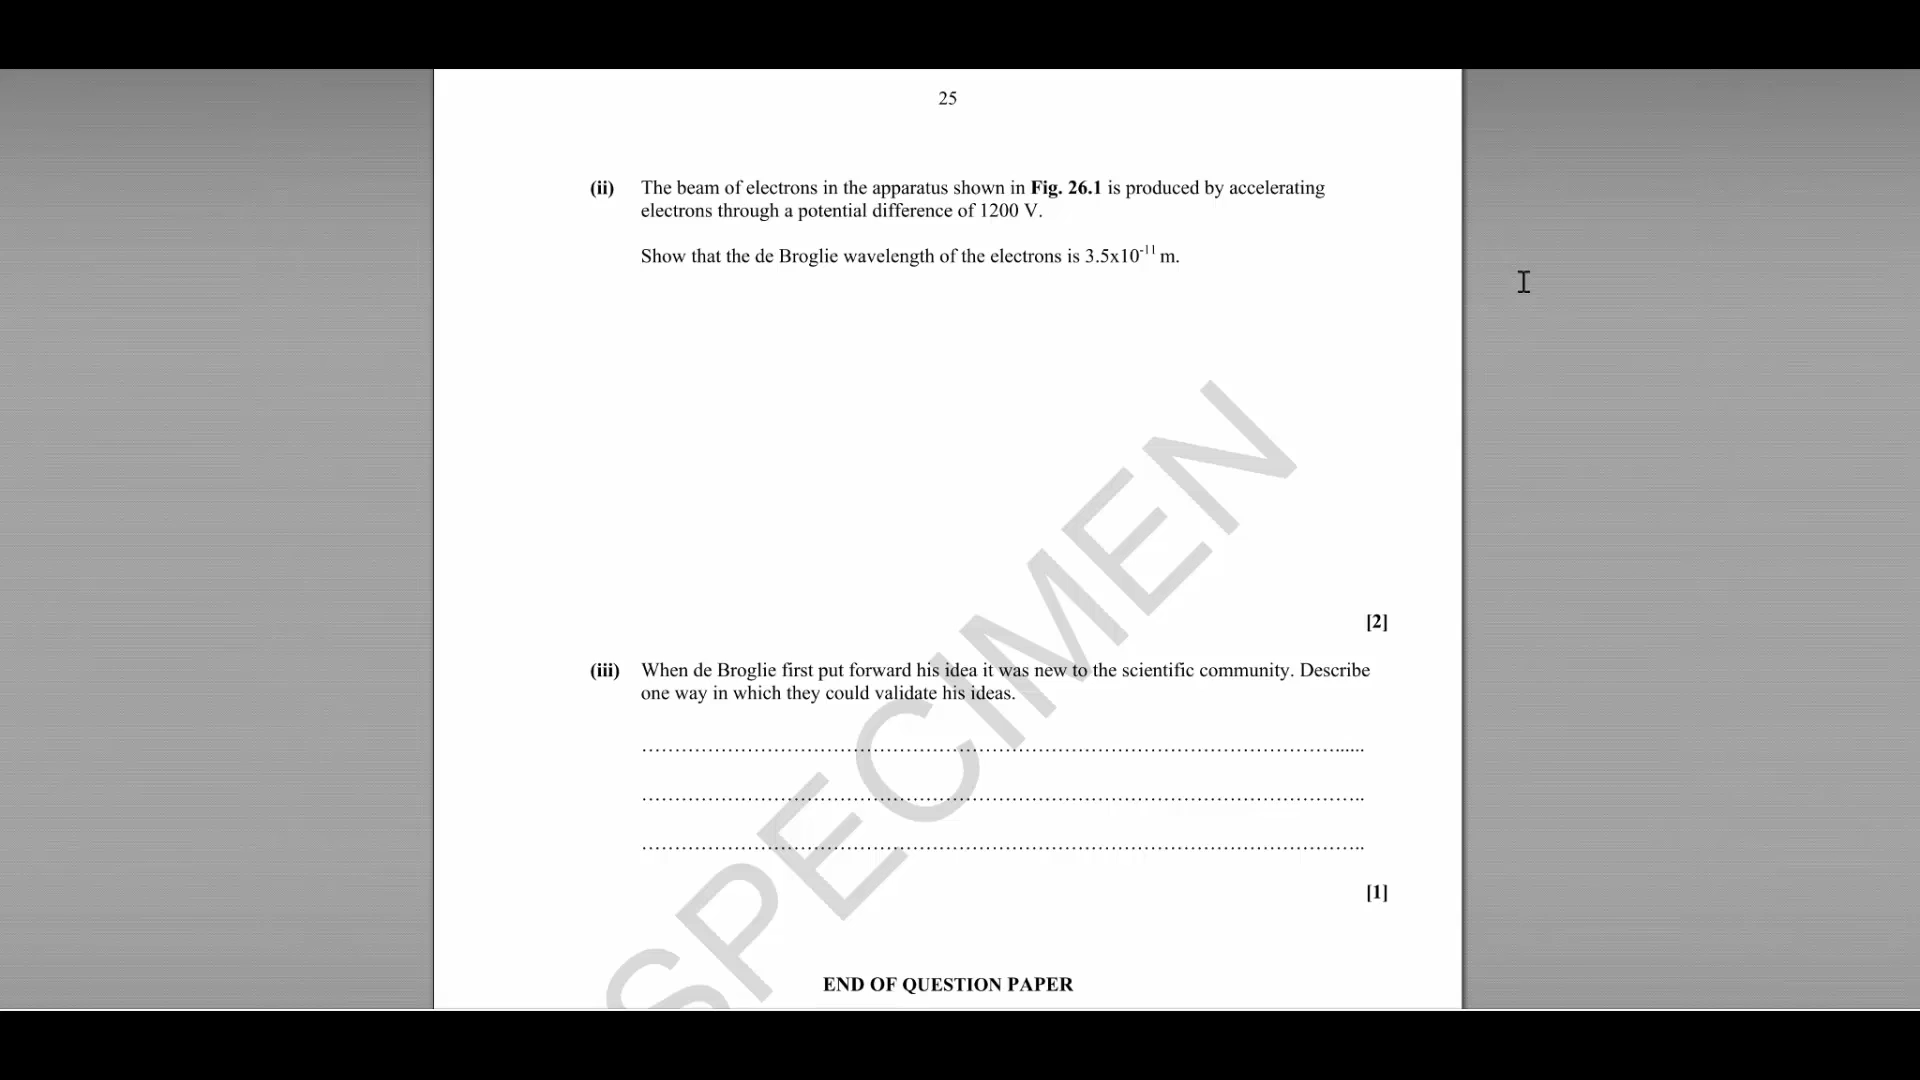 25
(ii) The beam of electrons in the apparatus shown in Fig. 26.1 is produced by accelerating
electrons through a potential difference of 1200 V.
Show that the de Broglie wavelength of the electrons is 3.5x10⁻¹¹ m.
[2]
(iii) When de Broglie first put forward his idea it was new to the scientific community. Describe
one way in which they could validate his ideas.
[1]
END OF QUESTION PAPER
SPECIMEN